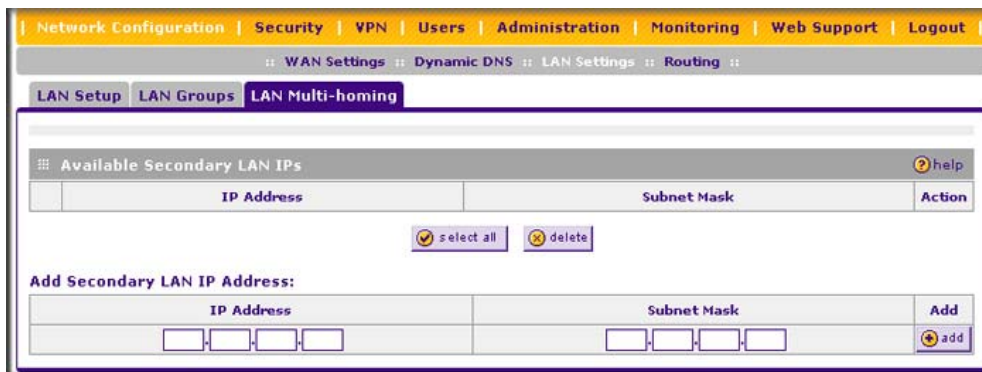 | Network Configuration | Security | VPN | Users | Administration | Monitoring | Web Support | Logout |
:: WAN Settings :: Dynamic DNS :: LAN Settings :: Routing ::
LAN Setup LAN Groups LAN Multi-homing
Available Secondary LAN IPs ? help
IP Address Subnet Mask Action
select all delete
Add Secondary LAN IP Address:
IP Address Subnet Mask Add
. . . . . . add